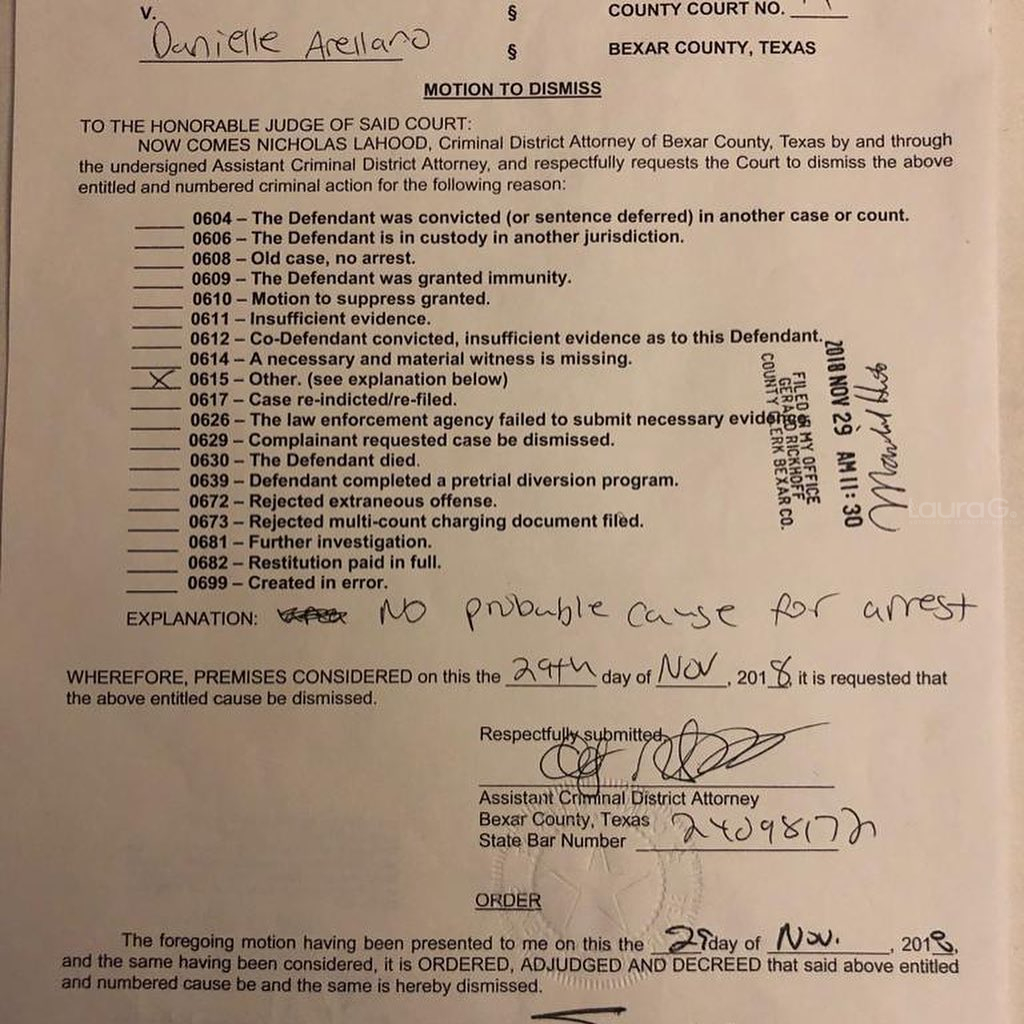 V. § COUNTY COURT NO.
Danielle Arellano § BEXAR COUNTY, TEXAS
MOTION TO DISMISS
TO THE HONORABLE JUDGE OF SAID COURT:
NOW COMES NICHOLAS LAHOOD, Criminal District Attorney of Bexar County, Texas by and through
the undersigned Assistant Criminal District Attorney, and respectfully requests the Court to dismiss the above
entitled and numbered criminal action for the following reason:
0604 – The Defendant was convicted (or sentence deferred) in another case or count.
0606 – The Defendant is in custody in another jurisdiction.
0608 – Old case, no arrest.
0609 – The Defendant was granted immunity.
0610 – Motion to suppress granted.
0611 – Insufficient evidence.
0612 – Co-Defendant convicted, insufficient evidence as to this Defendant.
0614 – A necessary and material witness is missing.
X 0615 – Other. (see explanation below)
0617 – Case re-indicted/re-filed.
0626 – The law enforcement agency failed to submit necessary evidence.
0629 – Complainant requested case be dismissed.
0630 – The Defendant died.
0639 – Defendant completed a pretrial diversion program.
0672 – Rejected extraneous offense.
0673 – Rejected multi-count charging document filed.
0681 – Further investigation.
0682 – Restitution paid in full.
0699 – Created in error.
FILED IN MY OFFICE
GERARD RICKHOFF
COUNTY CLERK BEXAR CO.
2018 NOV 29 AM 11:30
LauraG.
EXPLANATION: No probable cause for arrest
WHEREFORE, PREMISES CONSIDERED on this the 29th day of Nov, 2018, it is requested that
the above entitled cause be dismissed.
Respectfully submitted,
Assistant Criminal District Attorney
Bexar County, Texas
State Bar Number 24098172
ORDER
The foregoing motion having been presented to me on this the 29 day of Nov., 2018,
and the same having been considered, it is ORDERED, ADJUDGED AND DECREED that said above entitled
and numbered cause be and the same is hereby dismissed.